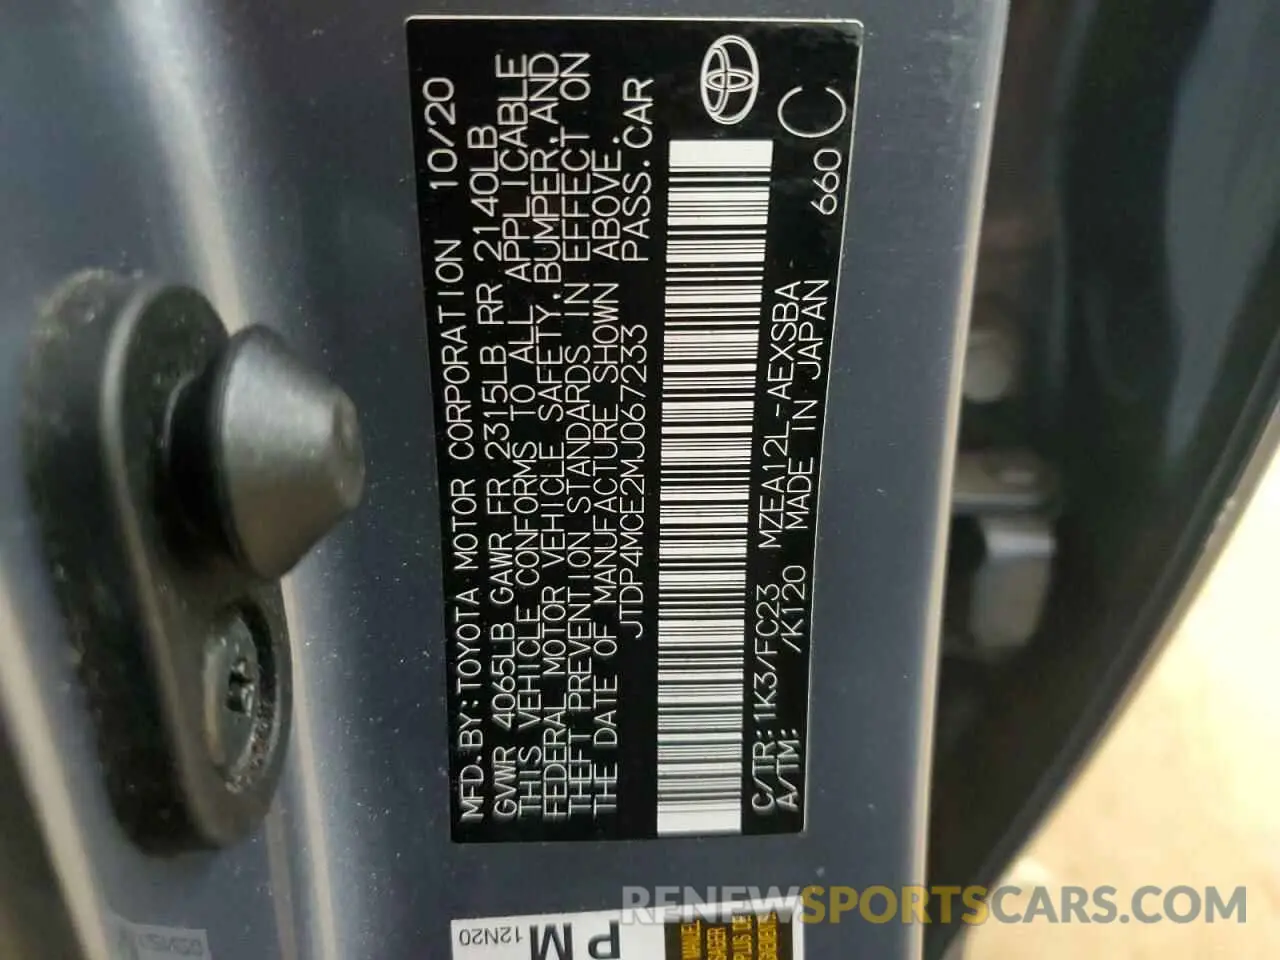 MFD. BY: TOYOTA MOTOR CORPORATION 10/20
GVWR 4065LB GAWR FR 2315LB RR 2140LB
THIS VEHICLE CONFORMS TO ALL APPLICABLE
FEDERAL MOTOR VEHICLE SAFETY, BUMPER, AND
THEFT PREVENTION STANDARDS IN EFFECT ON
THE DATE OF MANUFACTURE SHOWN ABOVE.
JTDP4MCE2MJ067233 PASS. CAR
C/TR: 1K3/FC23 MZEA12L-AEXSBA 660 C
A/TM: /K120 MADE IN JAPAN
PM 12N20
RENEWSPORTSCARS.COM